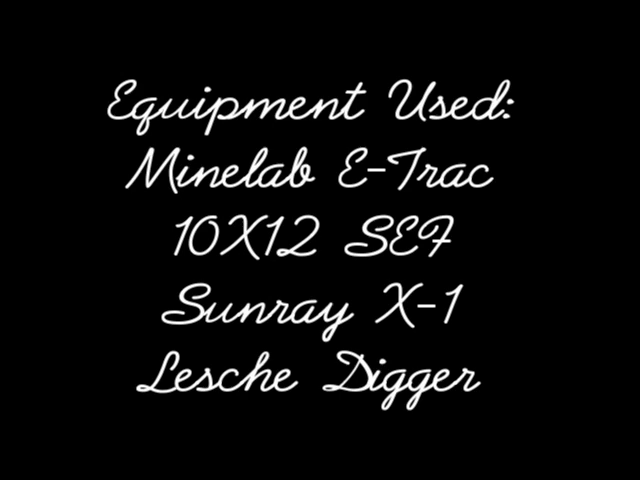 Equipment Used:
Minelab E-Trac
10X12 SEF
Sunray X-1
Lesche Digger